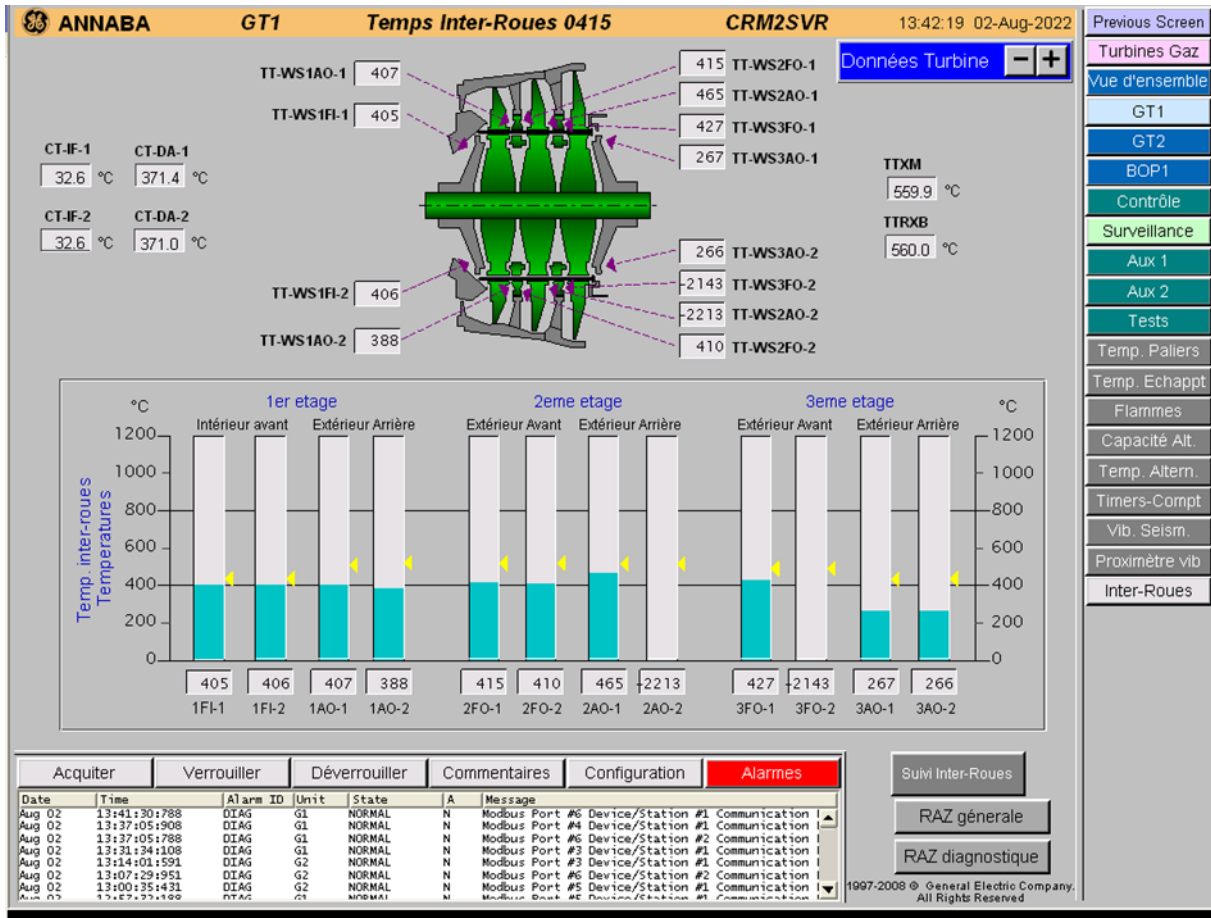 ANNABA GT1 Temps Inter-Roues 0415 CRM2SVR 13:42:19 02-Aug-2022
Previous Screen
Turbines Gaz
Vue d'ensemble
GT1
GT2
BOP1
Contrôle
Surveillance
Aux 1
Aux 2
Tests
Temp. Paliers
Temp. Echappt
Flammes
Capacité Alt.
Temp. Altern.
Timers-Compt
Vib. Seism.
Proximètre vib
Inter-Roues
Données Turbine − +
TT-WS1AO-1 407
TT-WS1FI-1 405
415 TT-WS2FO-1
465 TT-WS2AO-1
427 TT-WS3FO-1
267 TT-WS3AO-1
CT-IF-1 CT-DA-1
32.6 °C 371.4 °C
CT-IF-2 CT-DA-2
32.6 °C 371.0 °C
TTXM
559.9 °C
TTRXB
560.0 °C
TT-WS1FI-2 406
TT-WS1AO-2 388
266 TT-WS3AO-2
-2143 TT-WS3FO-2
-2213 TT-WS2AO-2
410 TT-WS2FO-2
°C 1er etage 2eme etage 3eme etage °C
Intérieur avant Extérieur Arrière Extérieur Avant Extérieur Arrière Extérieur Avant Extérieur Arrière
1200 1200
1000 1000
800 800
600 600
400 400
200 200
0 0
Temp. inter-roues
Temperatures
405 406 407 388 415 410 465 -2213 427 -2143 267 266
1FI-1 1FI-2 1AO-1 1AO-2 2FO-1 2FO-2 2AO-1 2AO-2 3FO-1 3FO-2 3AO-1 3AO-2
Acquiter Verrouiller Déverrouiller Commentaires Configuration Alarmes
Date Time Alarm ID Unit State A Message
Aug 02 13:41:30:788 DIAG G1 NORMAL N Modbus Port #6 Device/Station #1 Communication
Aug 02 13:37:05:908 DIAG G1 NORMAL N Modbus Port #4 Device/Station #1 Communication
Aug 02 13:37:05:788 DIAG G1 NORMAL N Modbus Port #6 Device/Station #2 Communication
Aug 02 13:31:34:108 DIAG G1 NORMAL N Modbus Port #3 Device/Station #1 Communication
Aug 02 13:14:01:591 DIAG G2 NORMAL N Modbus Port #3 Device/Station #1 Communication
Aug 02 13:07:29:951 DIAG G2 NORMAL N Modbus Port #6 Device/Station #2 Communication
Aug 02 13:00:35:431 DIAG G2 NORMAL N Modbus Port #5 Device/Station #1 Communication
Suivi Inter-Roues
RAZ génerale
RAZ diagnostique
1997-2008 © General Electric Company.
All Rights Reserved